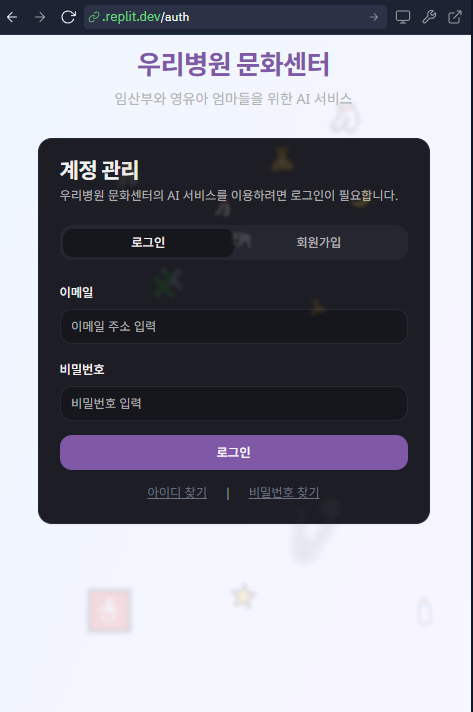 .replit.dev/auth
우리병원 문화센터
임산부와 영유아 엄마들을 위한 AI 서비스
계정 관리
우리병원 문화센터의 AI 서비스를 이용하려면 로그인이 필요합니다.
로그인 회원가입
이메일
이메일 주소 입력
비밀번호
비밀번호 입력
로그인
아이디 찾기 | 비밀번호 찾기